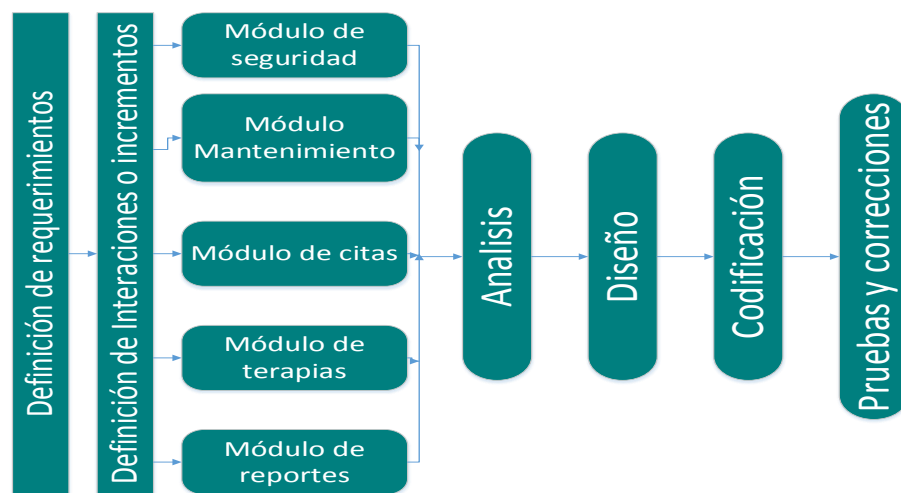 Definición de requerimientos
Definición de Interaciones o incrementos
Módulo de
seguridad
Módulo
Mantenimiento
Módulo de citas
Módulo de
terapias
Módulo de
reportes
Analisis
Diseño
Codificación
Pruebas y correcciones